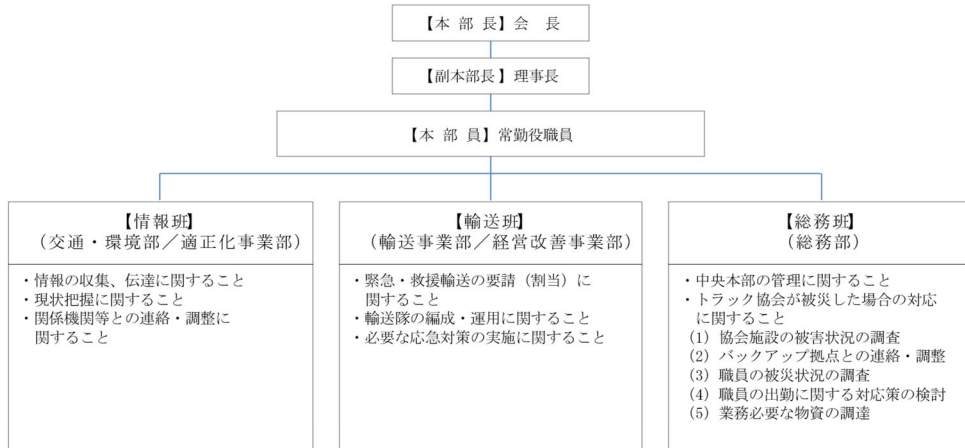 【本 部 長】会　長
【副本部長】理事長
【本 部 員】常勤役職員
【情報班】
（交通・環境部／適正化事業部）
・情報の収集、伝達に関すること
・現状把握に関すること
・関係機関等との連絡・調整に
関すること
【輸送班】
（輸送事業部／経営改善事業部）
・緊急・救援輸送の要請（割当）に
関すること
・輸送隊の編成・運用に関すること
・必要な応急対策の実施に関すること
【総務班】
（総務部）
・中央本部の管理に関すること
・トラック協会が被災した場合の対応
に関すること
（1）協会施設の被害状況の調査
（2）バックアップ拠点との連絡・調整
（3）職員の被災状況の調査
（4）職員の出勤に関する対応策の検討
（5）業務必要な物資の調達